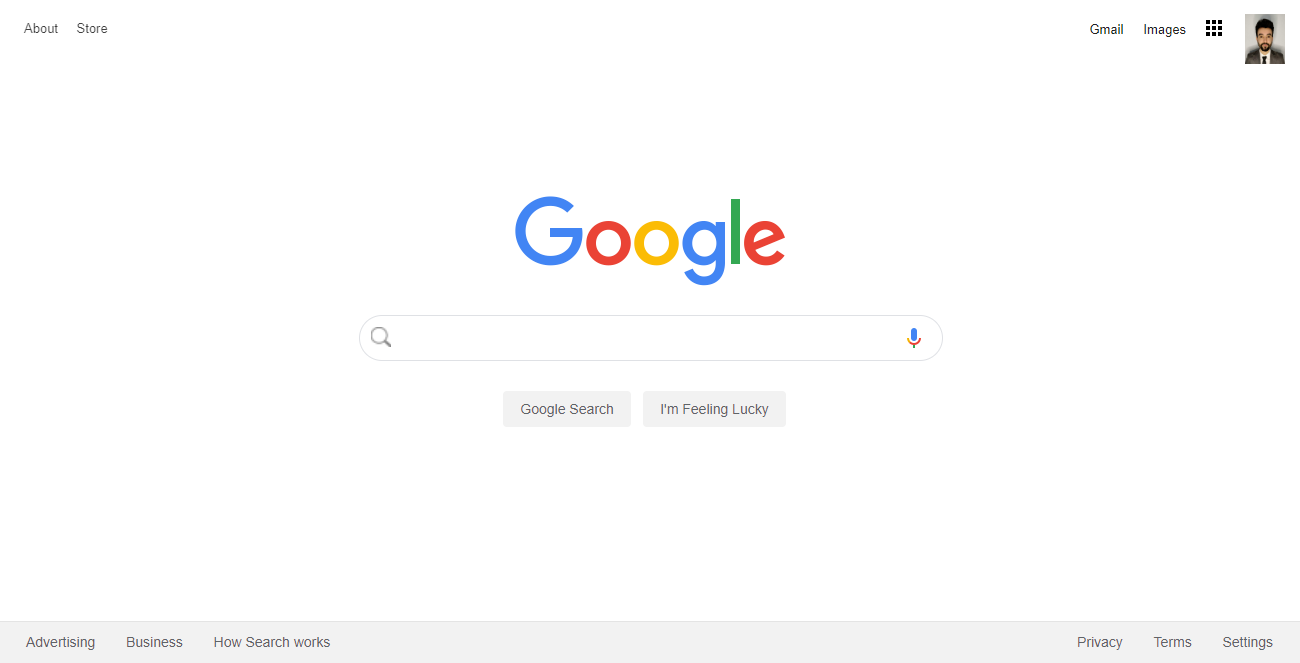 About Store Gmail Images
Google
Google Search I'm Feeling Lucky
Advertising Business How Search works Privacy Terms Settings